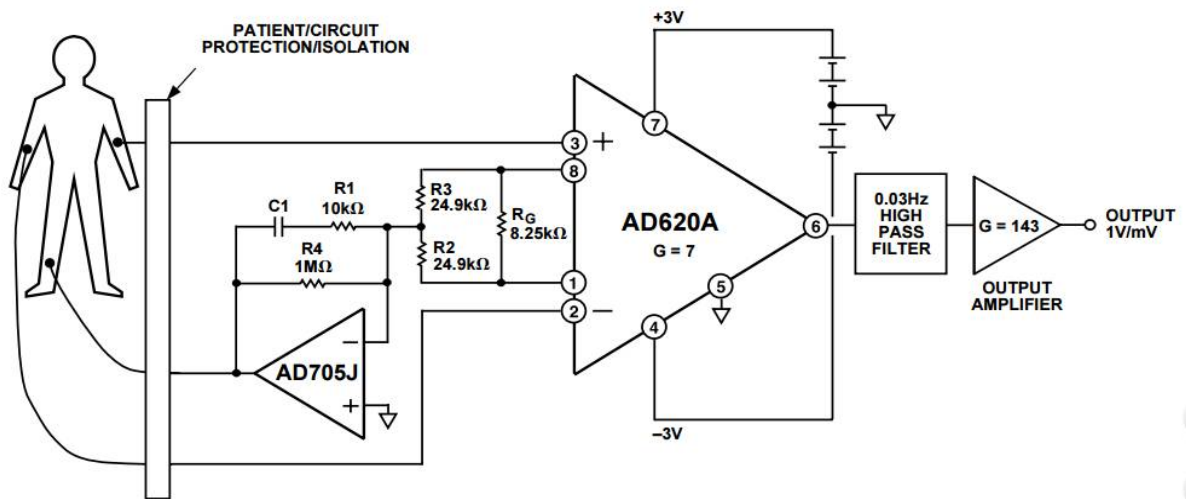 PATIENT/CIRCUIT
PROTECTION/ISOLATION
+3V
7
3
+
8
C1
R1
10kΩ
R3
24.9kΩ
RG
8.25kΩ
AD620A
G = 7
6
0.03Hz
HIGH
PASS
FILTER
G = 143
OUTPUT
1V/mV
OUTPUT
AMPLIFIER
R4
1MΩ
R2
24.9kΩ
1
2
–
5
4
–
AD705J
+
–3V